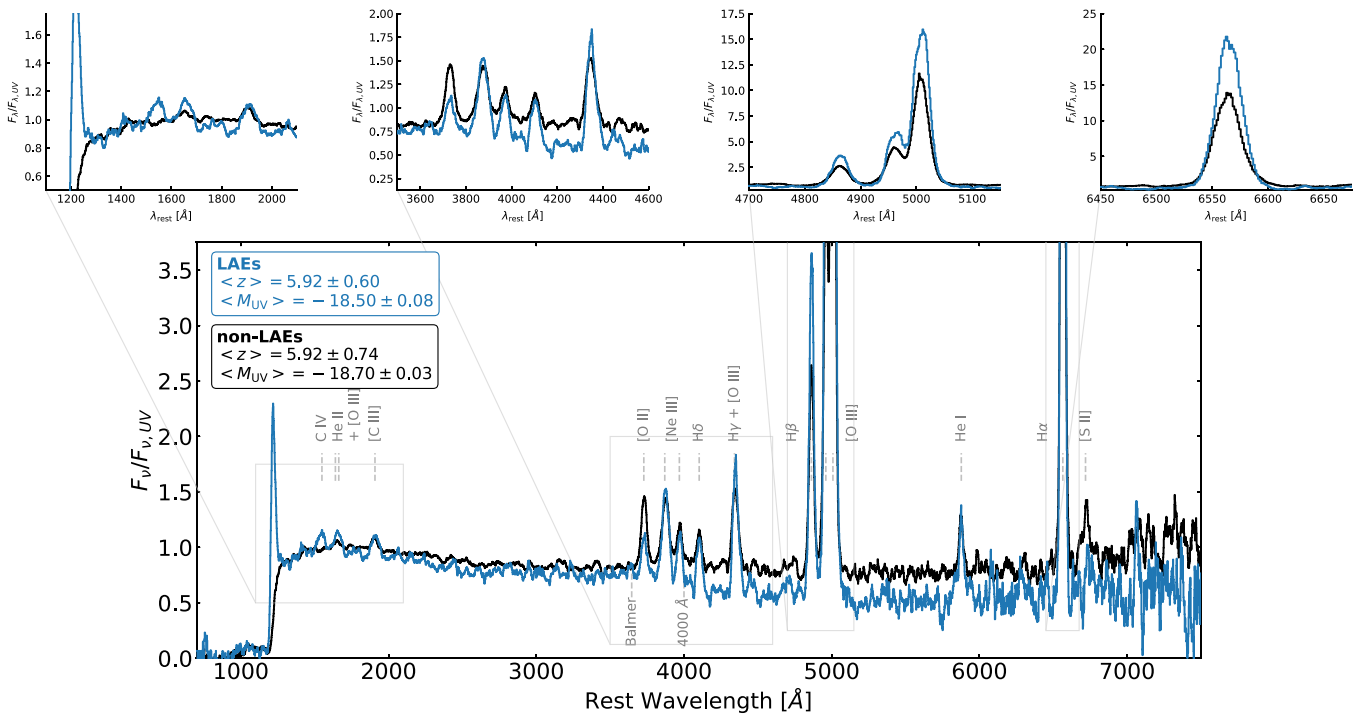 1.6
1.4
1.2
1.0
0.8
0.6
F_λ/F_λ,UV
1200 1400 1600 1800 2000
λ_rest [Å]
2.00
1.75
1.50
1.25
1.00
0.75
0.50
0.25
F_λ/F_λ,UV
3600 3800 4000 4200 4400 4600
λ_rest [Å]
17.5
15.0
12.5
10.0
7.5
5.0
2.5
F_λ/F_λ,UV
4700 4800 4900 5000 5100
λ_rest [Å]
25
20
15
10
5
F_λ/F_λ,UV
6450 6500 6550 6600 6650
λ_rest [Å]
LAEs
<z> = 5.92 ± 0.60
<M_UV> = − 18.50 ± 0.08
non-LAEs
<z> = 5.92 ± 0.74
<M_UV> = − 18.70 ± 0.03
C IV
He II
+ [O III]
[C III]
[O II]
[Ne III]
Hδ
Hγ + [O III]
Hβ
[O III]
He I
Hα
[S II]
Balmer
4000 Å
3.5
3.0
2.5
2.0
1.5
1.0
0.5
0.0
F_ν/F_ν,UV
1000 2000 3000 4000 5000 6000 7000
Rest Wavelength [Å]